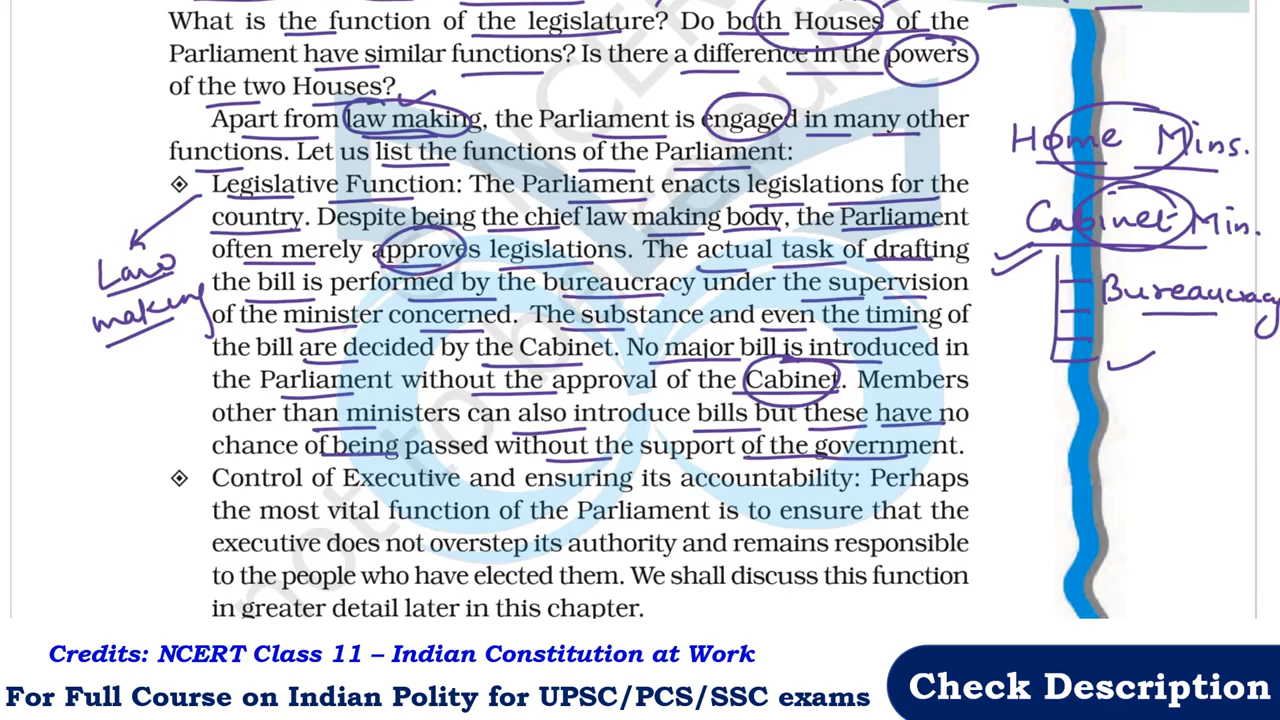 What is the function of the legislature? Do both Houses of the
Parliament have similar functions? Is there a difference in the powers
of the two Houses?
Apart from law making, the Parliament is engaged in many other
functions. Let us list the functions of the Parliament:
Legislative Function: The Parliament enacts legislations for the
country. Despite being the chief law making body, the Parliament
often merely approves legislations. The actual task of drafting
the bill is performed by the bureaucracy under the supervision
of the minister concerned. The substance and even the timing of
the bill are decided by the Cabinet. No major bill is introduced in
the Parliament without the approval of the Cabinet. Members
other than ministers can also introduce bills but these have no
chance of being passed without the support of the government.
Control of Executive and ensuring its accountability: Perhaps
the most vital function of the Parliament is to ensure that the
executive does not overstep its authority and remains responsible
to the people who have elected them. We shall discuss this function
in greater detail later in this chapter.
Law
making
Home Mins.
Cabinet Min.
Bureaucracy
Credits: NCERT Class 11 – Indian Constitution at Work
For Full Course on Indian Polity for UPSC/PCS/SSC exams
Check Description